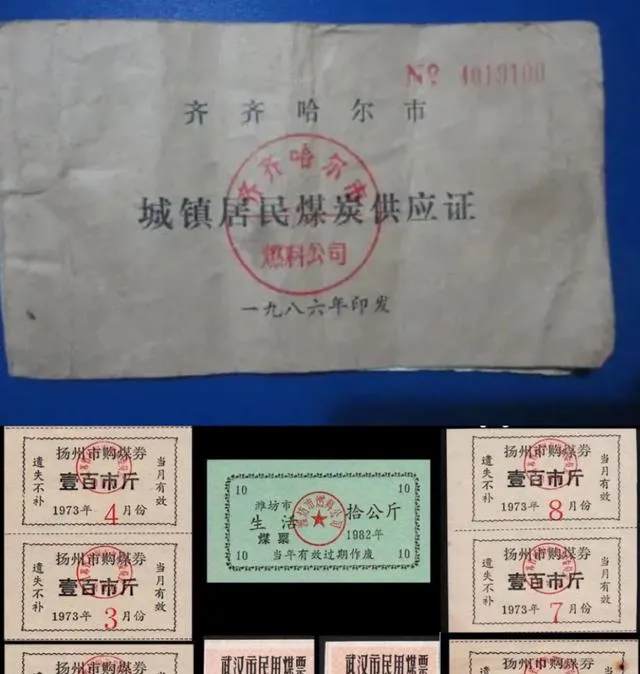 № 4019100
齐齐哈尔市
城镇居民煤炭供应证
齐齐哈尔市
燃料公司
一九八六年印发
扬州市购煤券
壹百市斤
1973年4月份
遗失不补
当月有效
扬州市购煤券
壹百市斤
1973年3月份
遗失不补
当月有效
扬州市购煤券
10 10
潍坊市
生活
煤票
拾公斤
1982年
潍坊市燃料公司
10 当年有效过期作废 10
扬州市购煤券
壹百市斤
1973年8月份
遗失不补
当月有效
扬州市购煤券
壹百市斤
1973年7月份
遗失不补
当月有效
扬州市购煤券
武汉市民用煤票
武汉市民用煤票